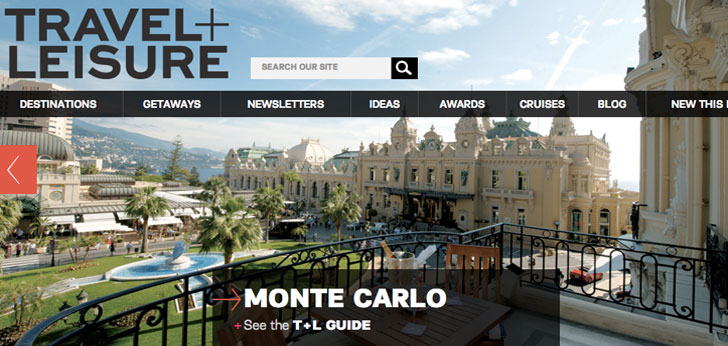 TRAVEL+
LEISURE
SEARCH OUR SITE
DESTINATIONS GETAWAYS NEWSLETTERS IDEAS AWARDS CRUISES BLOG NEW THIS
MONTE CARLO
+See the T+L GUIDE